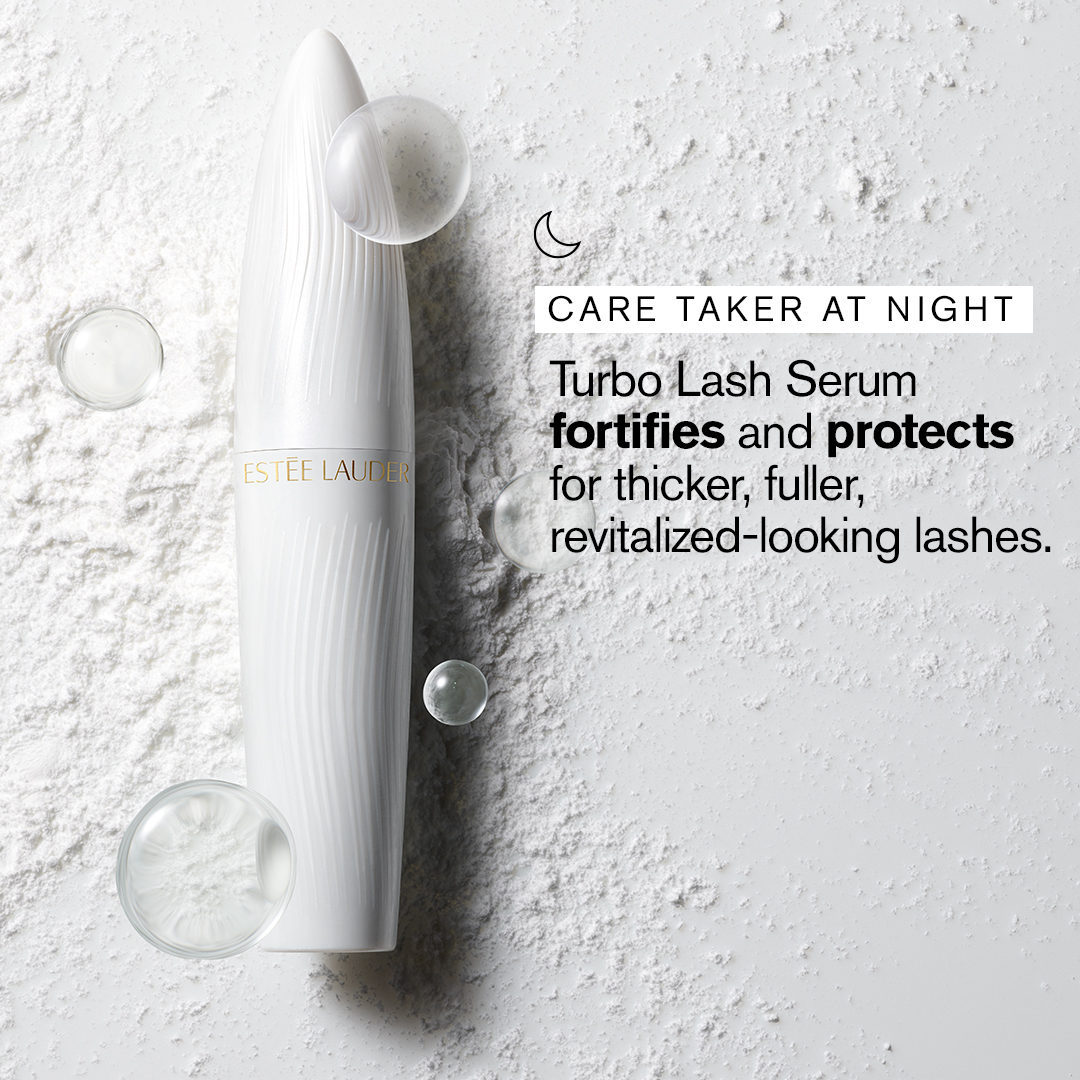 CARE TAKER AT NIGHT
Turbo Lash Serum
fortifies and protects
for thicker, fuller,
revitalized-looking lashes.
ESTĒE LAUDER